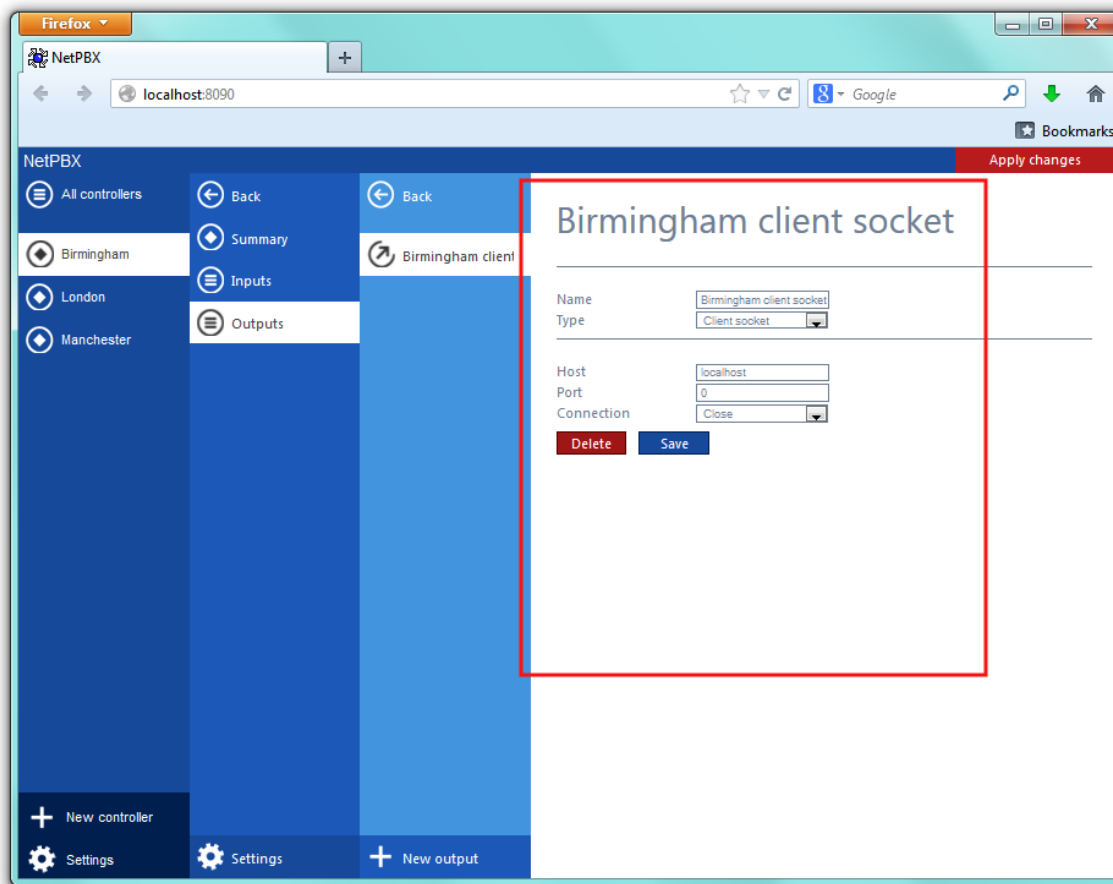 Firefox
NetPBX
localhost:8090
Google
Bookmarks
NetPBX
Apply changes
All controllers
Birmingham
London
Manchester
New controller
Settings
Back
Summary
Inputs
Outputs
Settings
Back
Birmingham client
New output
Birmingham client socket
Name Birmingham client socket
Type Client socket
Host localhost
Port 0
Connection Close
Delete Save